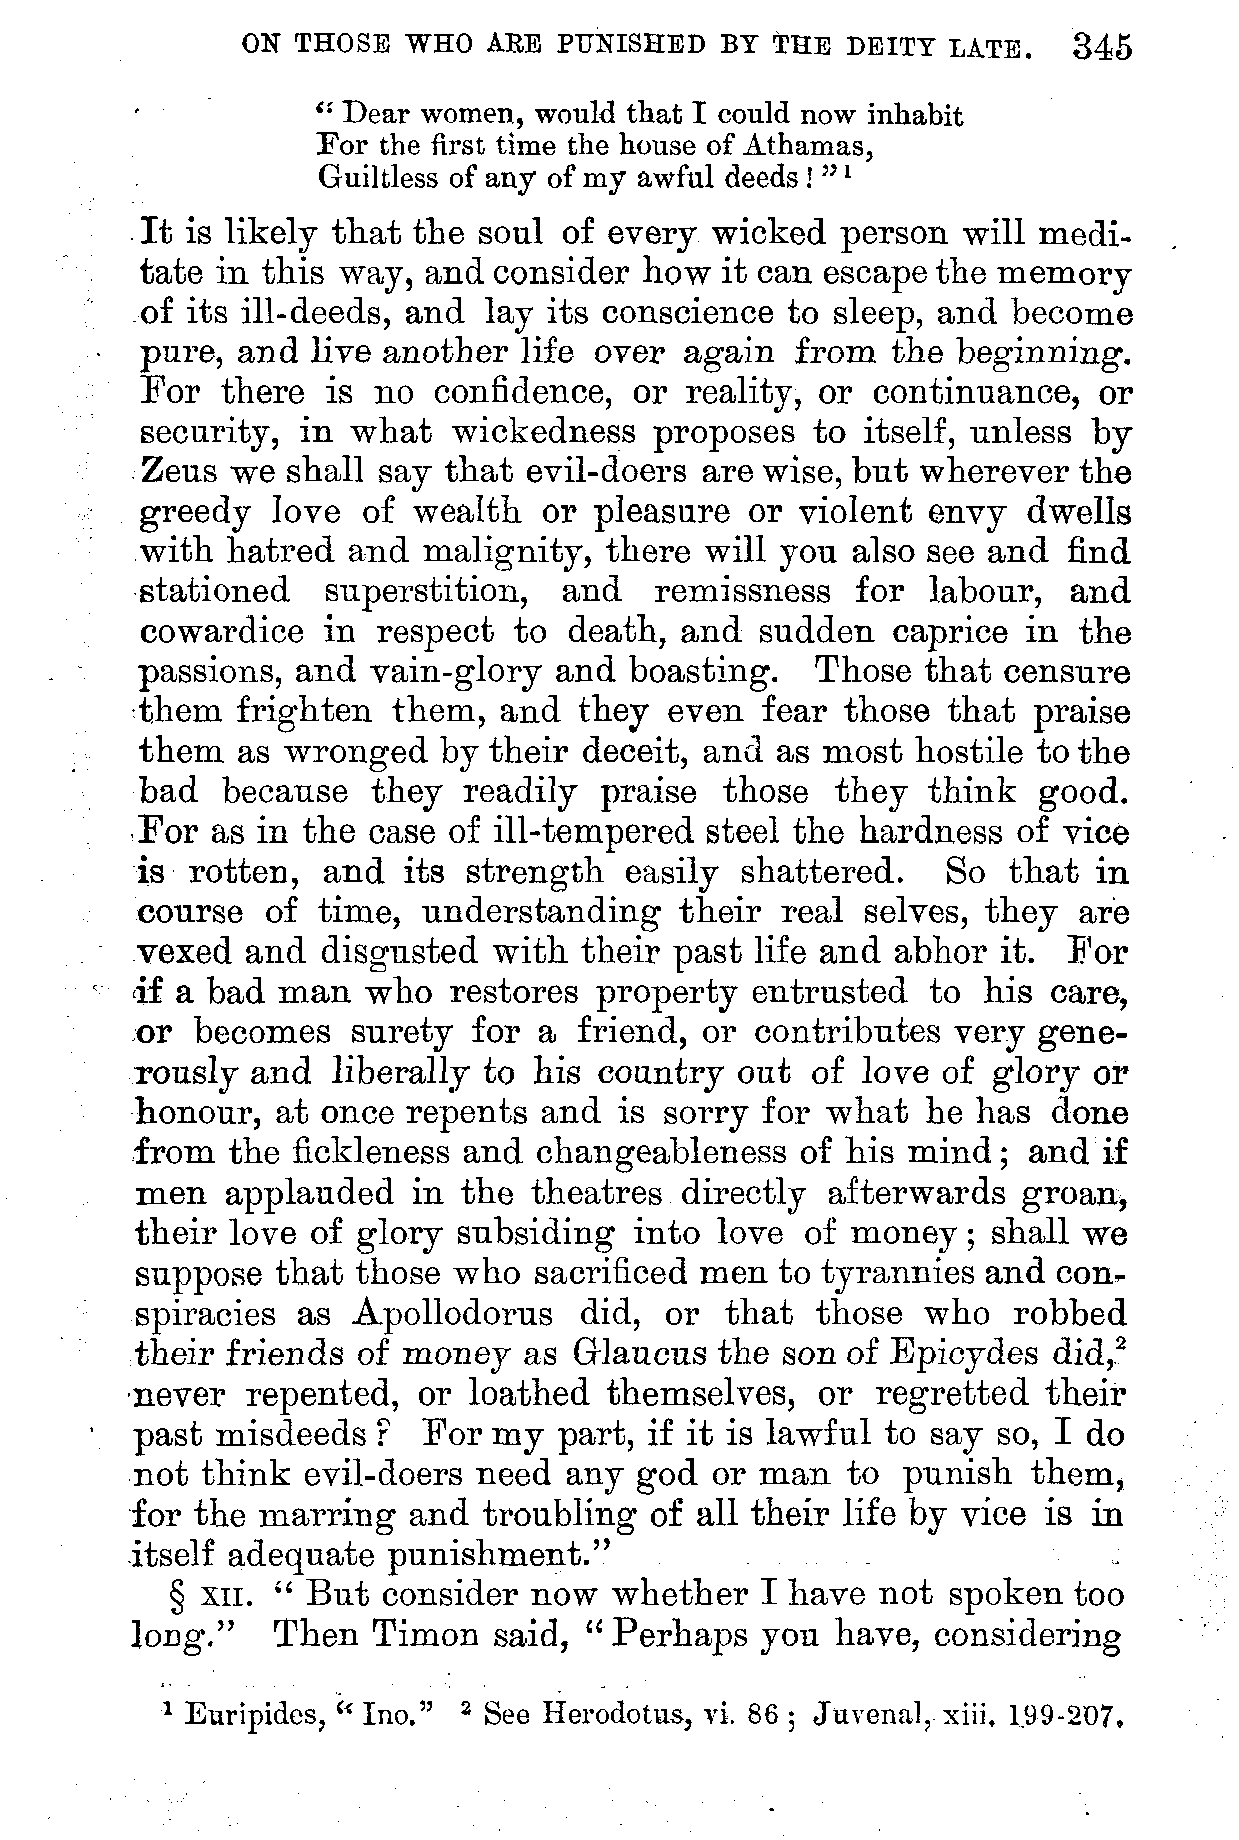 ON THOSE WHO ARE PUNISHED BY THE DEITY LATE. 345
“ Dear women, would that I could now inhabit
For the first time the house of Athamas,
Guiltless of any of my awful deeds ! ” ¹
It is likely that the soul of every wicked person will medi-
tate in this way, and consider how it can escape the memory
of its ill-deeds, and lay its conscience to sleep, and become
pure, and live another life over again from the beginning.
For there is no confidence, or reality, or continuance, or
security, in what wickedness proposes to itself, unless by
Zeus we shall say that evil-doers are wise, but wherever the
greedy love of wealth or pleasure or violent envy dwells
with hatred and malignity, there will you also see and find
stationed superstition, and remissness for labour, and
cowardice in respect to death, and sudden caprice in the
passions, and vain-glory and boasting. Those that censure
them frighten them, and they even fear those that praise
them as wronged by their deceit, and as most hostile to the
bad because they readily praise those they think good.
For as in the case of ill-tempered steel the hardness of vice
is rotten, and its strength easily shattered. So that in
course of time, understanding their real selves, they are
vexed and disgusted with their past life and abhor it. For
if a bad man who restores property entrusted to his care,
or becomes surety for a friend, or contributes very gene-
rously and liberally to his country out of love of glory or
honour, at once repents and is sorry for what he has done
from the fickleness and changeableness of his mind ; and if
men applauded in the theatres directly afterwards groan,
their love of glory subsiding into love of money ; shall we
suppose that those who sacrificed men to tyrannies and con-
spiracies as Apollodorus did, or that those who robbed
their friends of money as Glaucus the son of Epicydes did,²
never repented, or loathed themselves, or regretted their
past misdeeds ? For my part, if it is lawful to say so, I do
not think evil-doers need any god or man to punish them,
for the marring and troubling of all their life by vice is in
itself adequate punishment.”
§ XII. “ But consider now whether I have not spoken too
long.” Then Timon said, “ Perhaps you have, considering
¹ Euripides, “ Ino.” ² See Herodotus, vi. 86 ; Juvenal, xiii. 199-207.